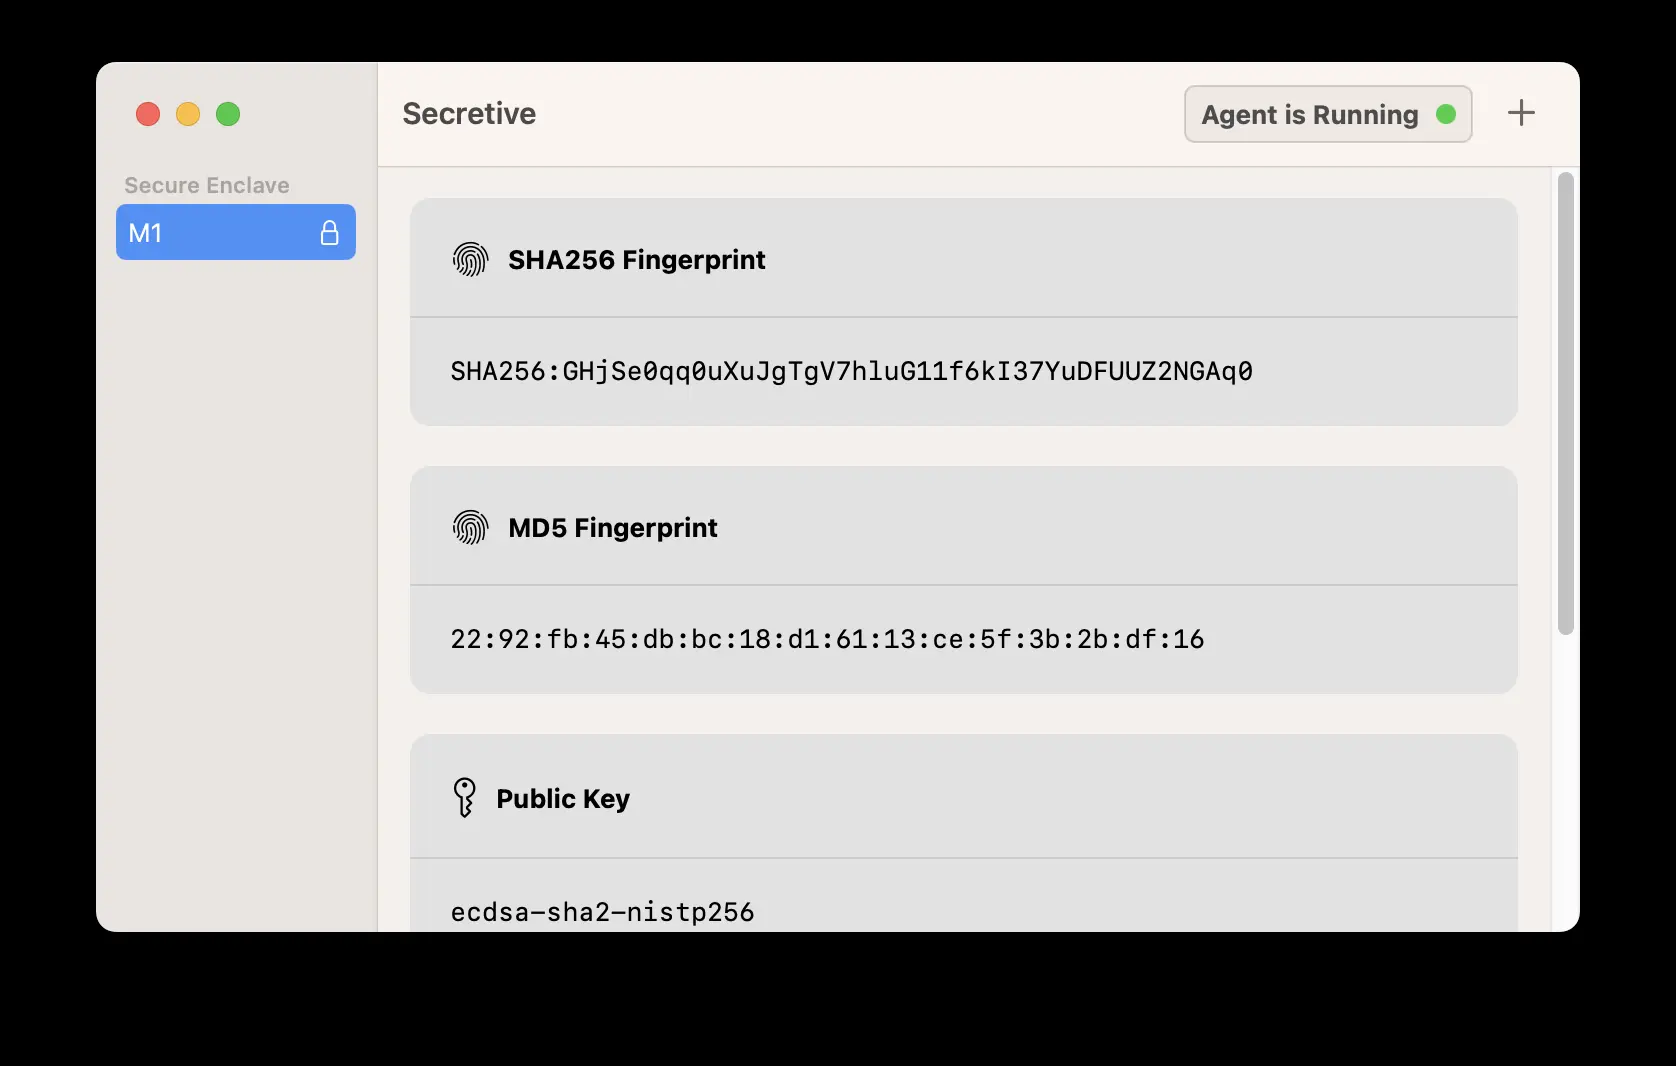 Secretive
Agent is Running
Secure Enclave
M1
SHA256 Fingerprint
SHA256:GHjSe0qq0uXuJgTgV7hluG11f6kI37YuDFUUZ2NGAq0
MD5 Fingerprint
22:92:fb:45:db:bc:18:d1:61:13:ce:5f:3b:2b:df:16
Public Key
ecdsa-sha2-nistp256